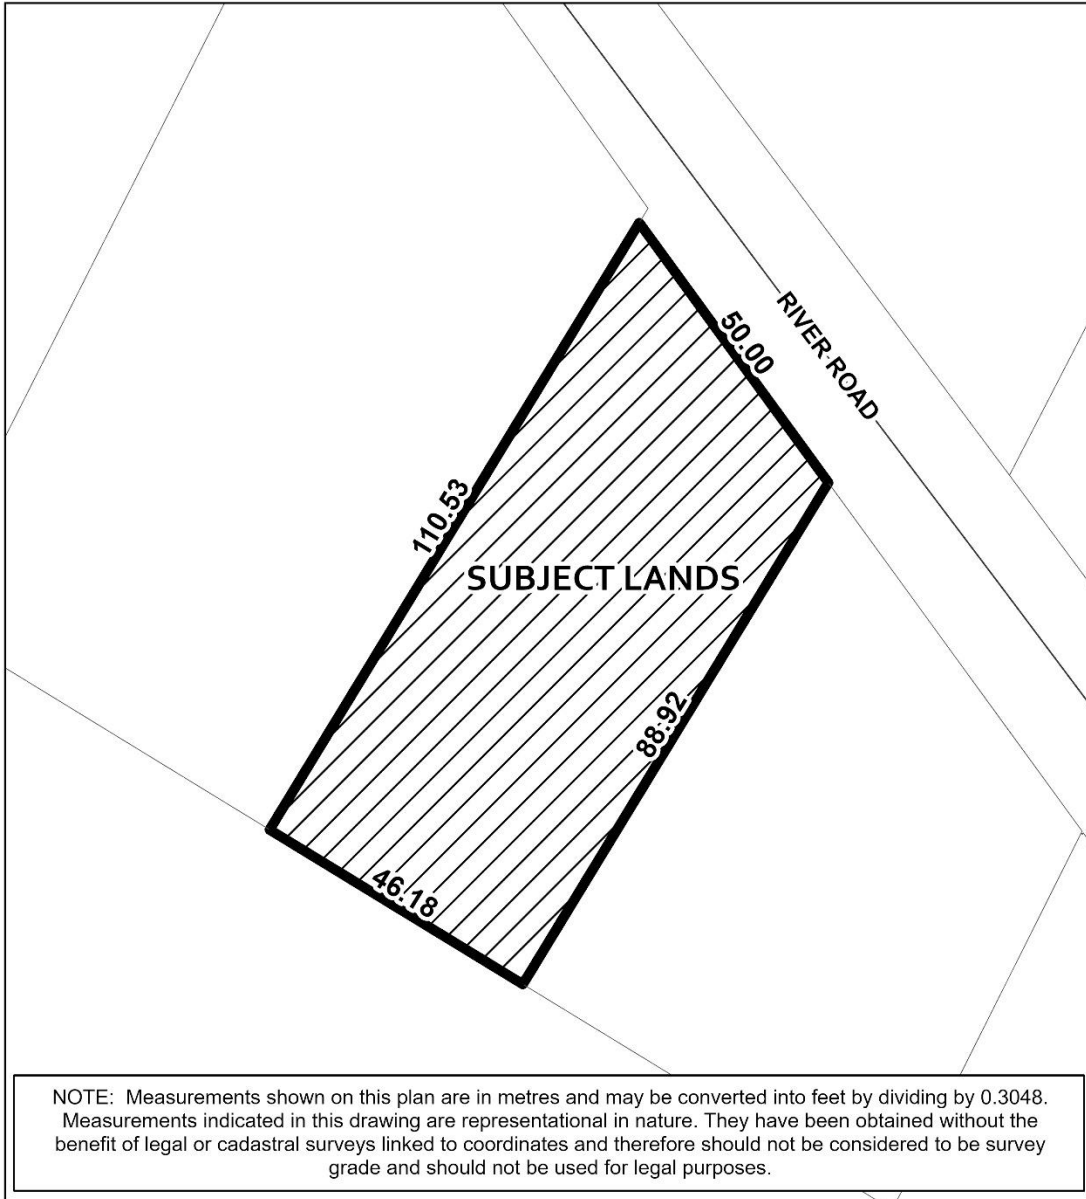 50.00
RIVER ROAD
110.53
SUBJECT LANDS
88.92
46.18
NOTE: Measurements shown on this plan are in metres and may be converted into feet by dividing by 0.3048.
Measurements indicated in this drawing are representational in nature. They have been obtained without the
benefit of legal or cadastral surveys linked to coordinates and therefore should not be considered to be survey
grade and should not be used for legal purposes.